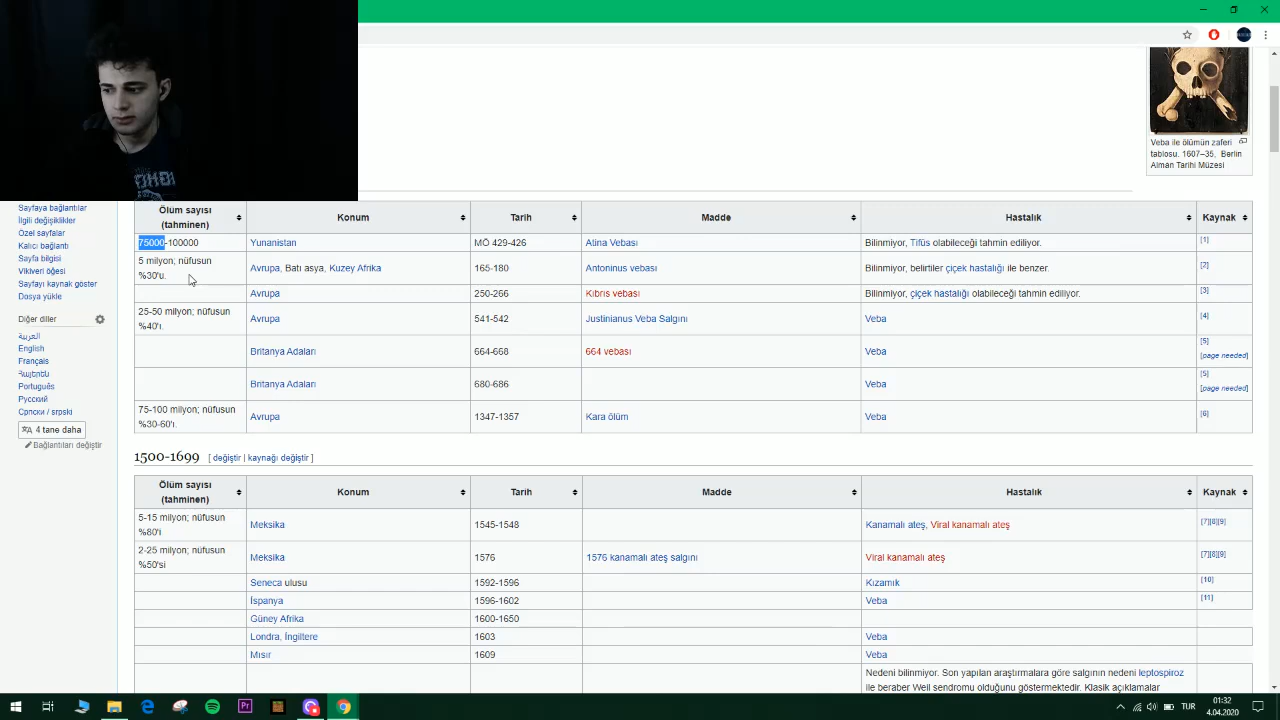 Veba ile ölümün zaferi
tablosu. 1607–35, Berlin
Alman Tarihi Müzesi
Sayfaya bağlantılar
İlgili değişiklikler
Özel sayfalar
Kalıcı bağlantı
Sayfa bilgisi
Vikiveri öğesi
Sayfayı kaynak göster
Dosya yükle
Diğer diller
العربية
English
Français
Հայերեն
Português
Русский
Српски / srpski
4 tane daha
Bağlantıları değiştir
Ölüm sayısı (tahmini) Konum Tarih Madde Hastalık Kaynak
75000-100000 Yunanistan MÖ 429-426 Atina Vebası Bilinmiyor, Tifüs olabileceği tahmin ediliyor. [1]
5 milyon; nüfusun %30'u. Avrupa, Batı asya, Kuzey Afrika 165-180 Antoninus vebası Bilinmiyor, belirtiler çiçek hastalığı ile benzer. [2]
Avrupa 250-266 Kıbrıs vebası Bilinmiyor, çiçek hastalığı olabileceği tahmin ediliyor. [3]
25-50 milyon; nüfusun %40'ı. Avrupa 541-542 Justinianus Veba Salgını Veba [4]
Britanya Adaları 664-668 664 vebası Veba [5] [page needed]
Britanya Adaları 680-686 Veba [5] [page needed]
75-100 milyon; nüfusun %30-60'ı. Avrupa 1347-1357 Kara ölüm Veba [6]
1500-1699 [ değiştir | kaynağı değiştir ]
Ölüm sayısı (tahmini) Konum Tarih Madde Hastalık Kaynak
5-15 milyon; nüfusun %80'i Meksika 1545-1548 Kanamalı ateş, Viral kanamalı ateş [7][8][9]
2-25 milyon; nüfusun %50'si Meksika 1576 1576 kanamalı ateş salgını Viral kanamalı ateş [7][8][9]
Seneca ulusu 1592-1596 Kızamık [10]
İspanya 1596-1602 Veba [11]
Güney Afrika 1600-1650
Londra, İngiltere 1603 Veba
Mısır 1609 Veba
Nedeni bilinmiyor. Son yapılan araştırmalara göre salgının nedeni leptospiroz
ile beraber Weil sendromu olduğunu göstermektedir. Klasik açıklamalar
TUR
01:32
4.04.2020